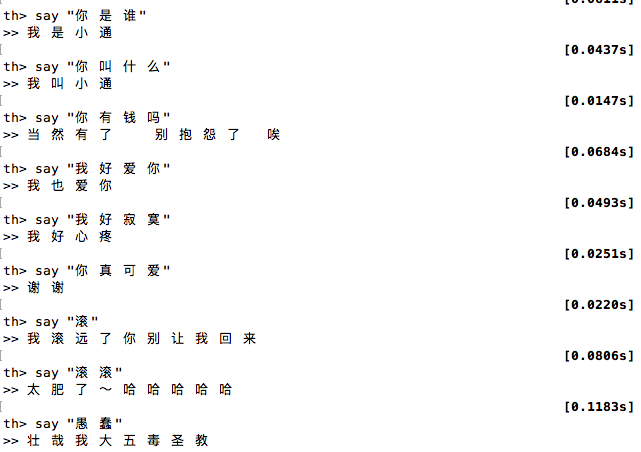 th> say "你 是 谁"
>> 我 是 小 通
[0.0437s]
th> say "你 叫 什 么"
>> 我 叫 小 通
[0.0147s]
th> say "你 有 钱 吗"
>> 当 然 有 了 别 抱 怨 了 唉
[0.0684s]
th> say "我 好 爱 你"
>> 我 也 爱 你
[0.0493s]
th> say "我 好 寂 寞"
>> 我 好 心 疼
[0.0251s]
th> say "你 真 可 爱"
>> 谢 谢
[0.0220s]
th> say "滚"
>> 我 滚 远 了 你 别 让 我 回 来
[0.0806s]
th> say "滚 滚"
>> 太 肥 了 ～ 哈 哈 哈 哈 哈
[0.1183s]
th> say "愚 蠢"
>> 壮 哉 我 大 五 毒 圣 教